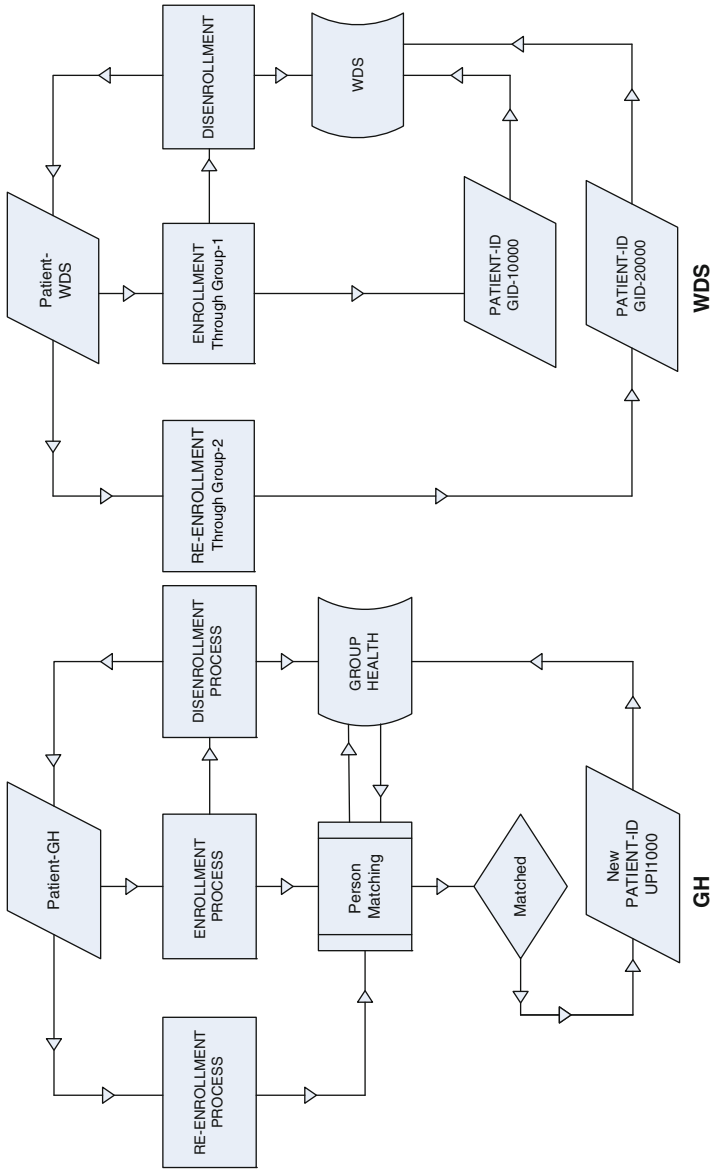 Patient-GH
RE-ENROLLMENT
PROCESS
ENROLLMENT
PROCESS
DISENROLLMENT
PROCESS
Person
Matching
GROUP
HEALTH
Matched
New
PATIENT-ID
UPI1000
GH
Patient-
WDS
RE-ENROLLMENT
Through Group-2
ENROLLMENT
Through Group-1
DISENROLLMENT
WDS
PATIENT-ID
GID-10000
PATIENT-ID
GID-20000
WDS